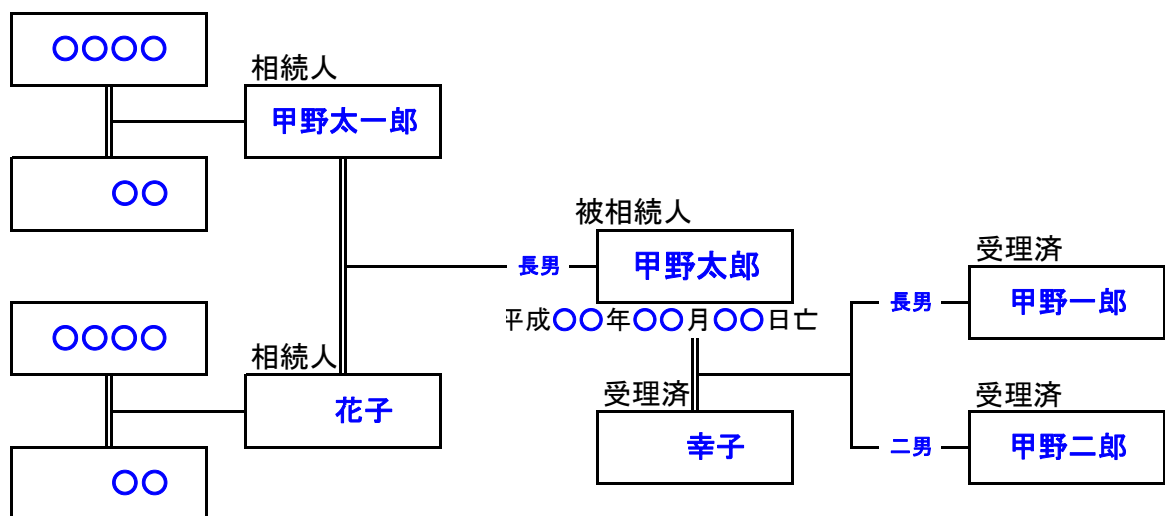 〇〇〇〇
相続人
甲野太一郎
〇〇
被相続人
長男
甲野太郎
平成〇〇年〇〇月〇〇日亡
受理済
長男
甲野一郎
〇〇〇〇
相続人
花子
〇〇
受理済
幸子
受理済
二男
甲野二郎